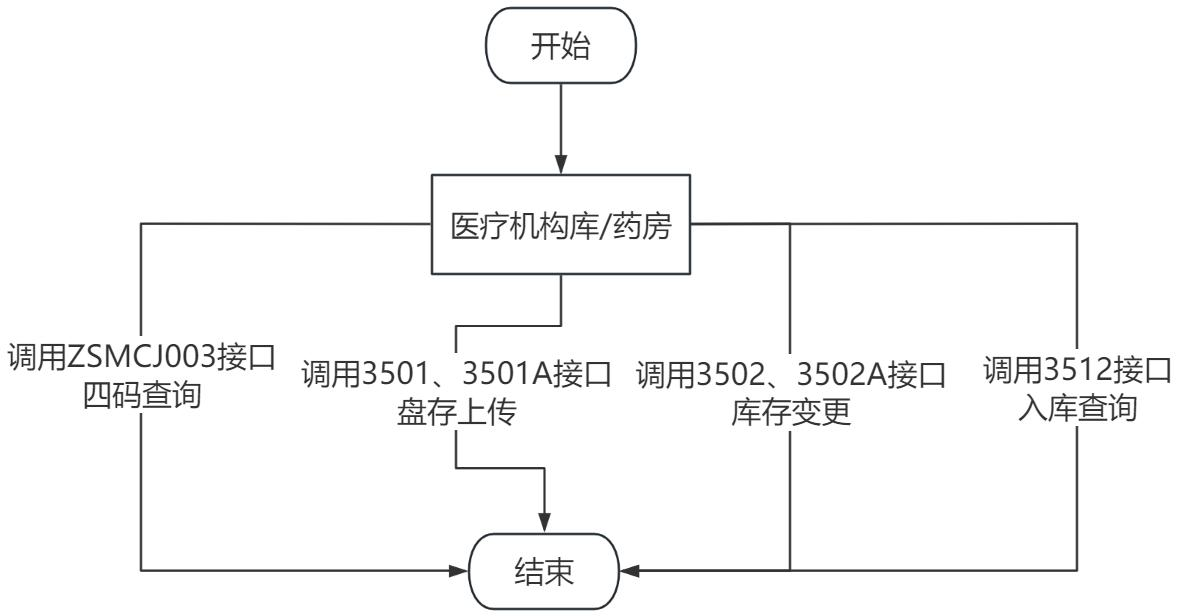 开始
医疗机构库/药房
调用ZSMCJ003接口
四码查询
调用3501、3501A接口
盘存上传
调用3502、3502A接口
库存变更
调用3512接口
入库查询
结束